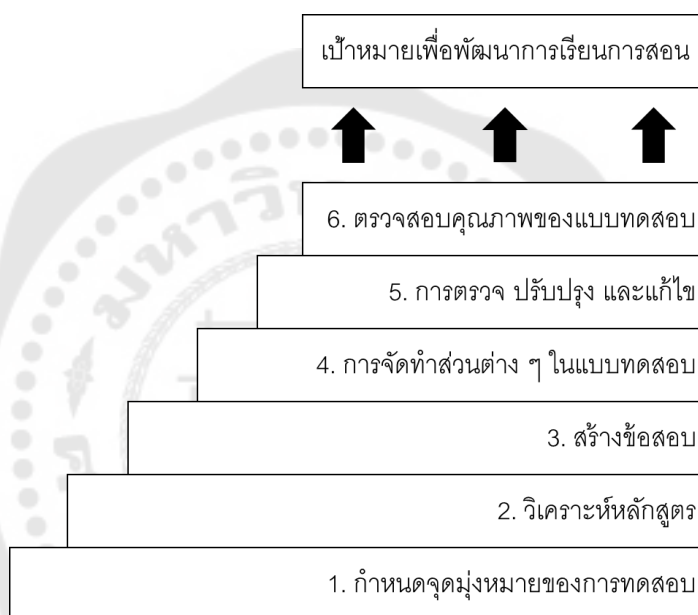 เป้าหมายเพื่อพัฒนาการเรียนการสอน
6. ตรวจสอบคุณภาพของแบบทดสอบ
5. การตรวจ ปรับปรุง และแก้ไข
4. การจัดทำส่วนต่าง ๆ ในแบบทดสอบ
3. สร้างข้อสอบ
2. วิเคราะห์หลักสูตร
1. กำหนดจุดมุ่งหมายของการทดสอบ